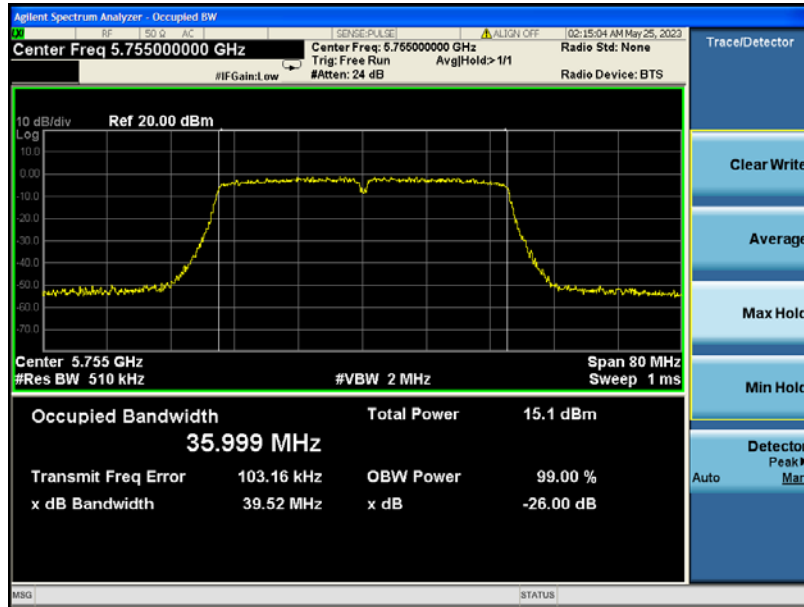 Agilent Spectrum Analyzer - Occupied BW
LXI RF 50 Ω AC SENSE:PULSE ALIGN OFF 02:15:04 AM May 25, 2023
Center Freq 5.755000000 GHz
Center Freq: 5.755000000 GHz
Radio Std: None
Trig: Free Run Avg|Hold:>1/1
#IFGain:Low
#Atten: 24 dB
Radio Device: BTS
10 dB/div Ref 20.00 dBm
Log
10.0
0.00
-10.0
-20.0
-30.0
-40.0
-50.0
-60.0
-70.0
Center 5.755 GHz
Span 80 MHz
#Res BW 510 kHz
#VBW 2 MHz
Sweep 1 ms
Occupied Bandwidth
Total Power 15.1 dBm
35.999 MHz
Transmit Freq Error 103.16 kHz
OBW Power 99.00 %
x dB Bandwidth 39.52 MHz
x dB -26.00 dB
MSG
STATUS
Trace/Detector
Clear Write
Average
Max Hold
Min Hold
Detector
Peak
Auto Man